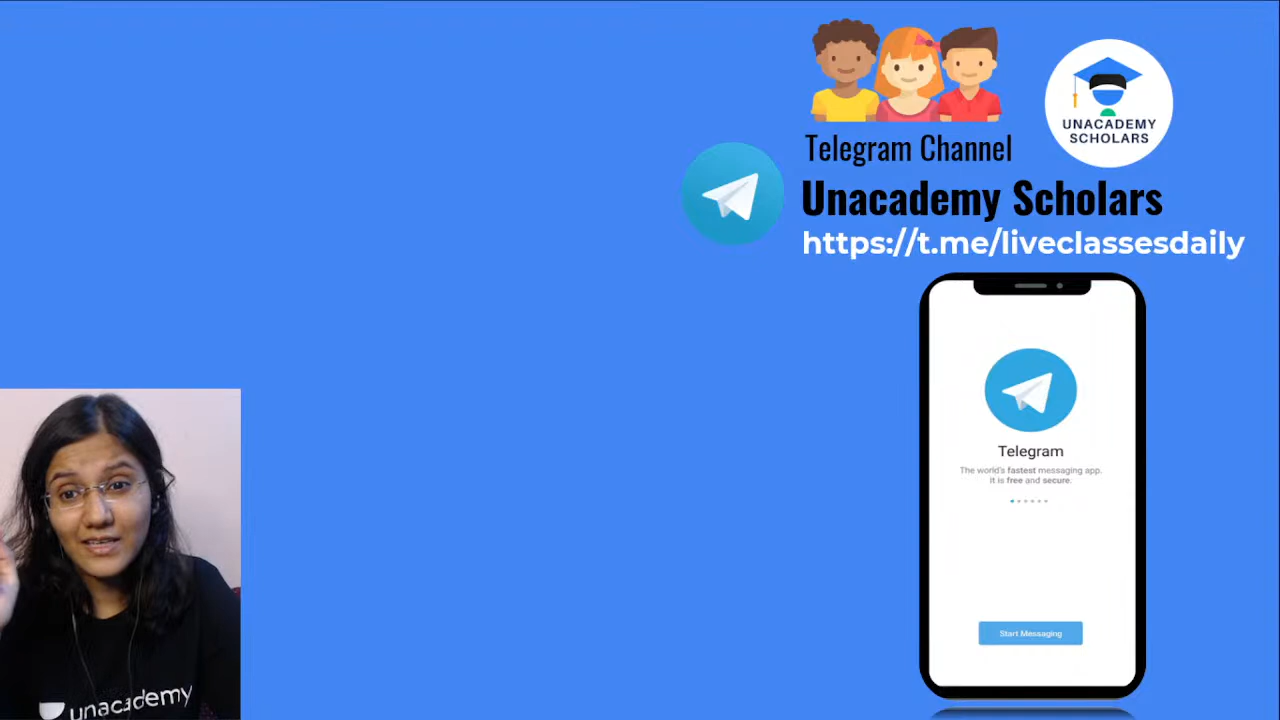 UNACADEMY
SCHOLARS
Telegram Channel
Unacademy Scholars
https://t.me/liveclassesdaily
Telegram
The world's fastest messaging app.
It is free and secure.
Start Messaging
unacademy